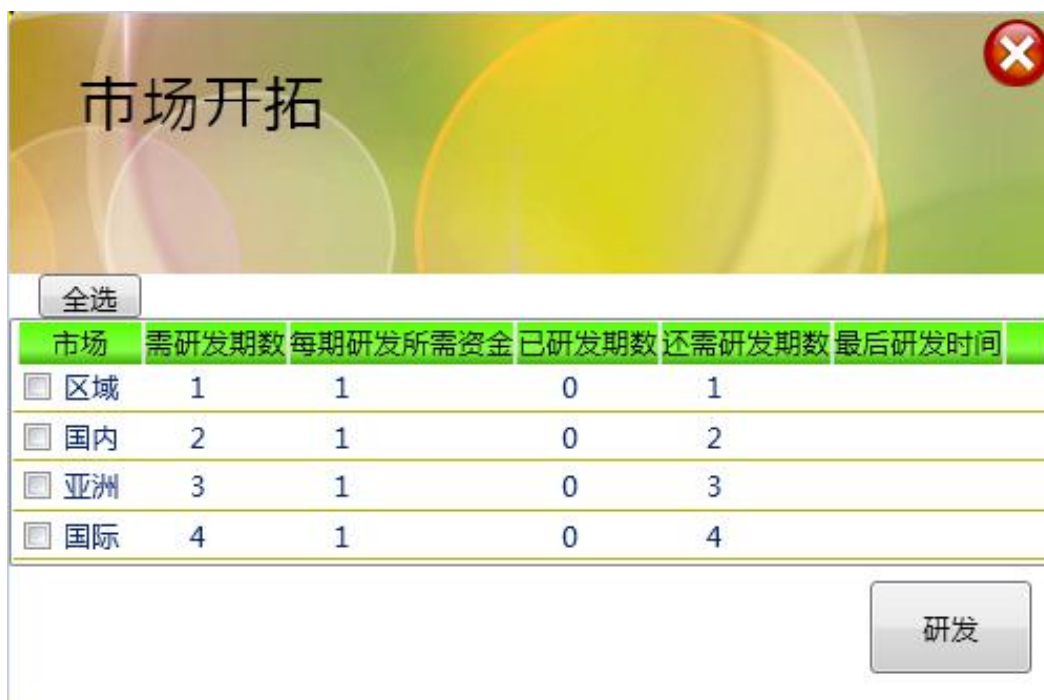 市场开拓
全选
市场 需研发期数 每期研发所需资金 已研发期数 还需研发期数 最后研发时间
区域 1 1 0 1
国内 2 1 0 2
亚洲 3 1 0 3
国际 4 1 0 4
研发